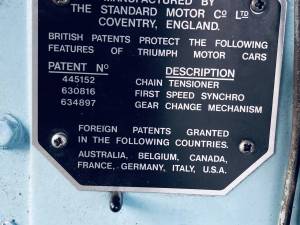 MANUFACTURED BY
THE STANDARD MOTOR Co LTD
COVENTRY, ENGLAND.
BRITISH PATENTS PROTECT THE FOLLOWING
FEATURES OF TRIUMPH MOTOR CARS
PATENT No DESCRIPTION
445152 CHAIN TENSIONER
630816 FIRST SPEED SYNCHRO
634897 GEAR CHANGE MECHANISM
FOREIGN PATENTS GRANTED
IN THE FOLLOWING COUNTRIES.
AUSTRALIA, BELGIUM, CANADA,
FRANCE, GERMANY, ITALY, U.S.A.